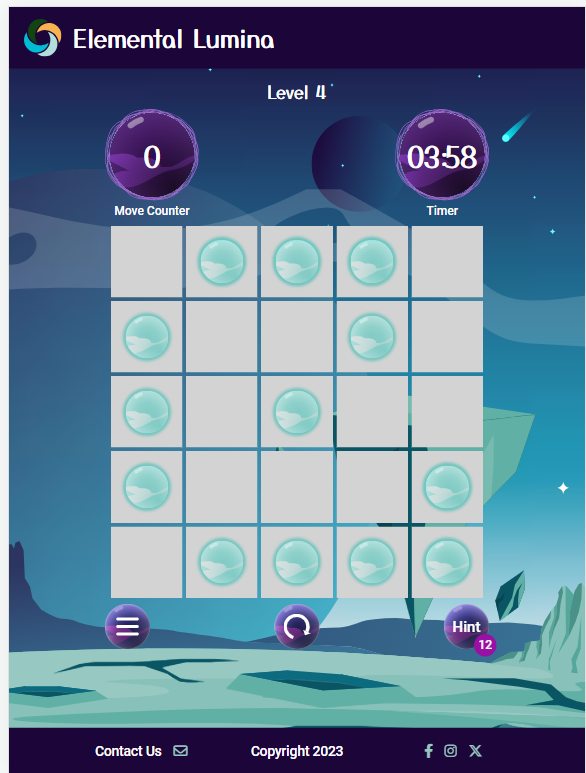 Elemental Lumina
Level 4
0
03:58
Move Counter
Timer
Hint
12
Contact Us
Copyright 2023